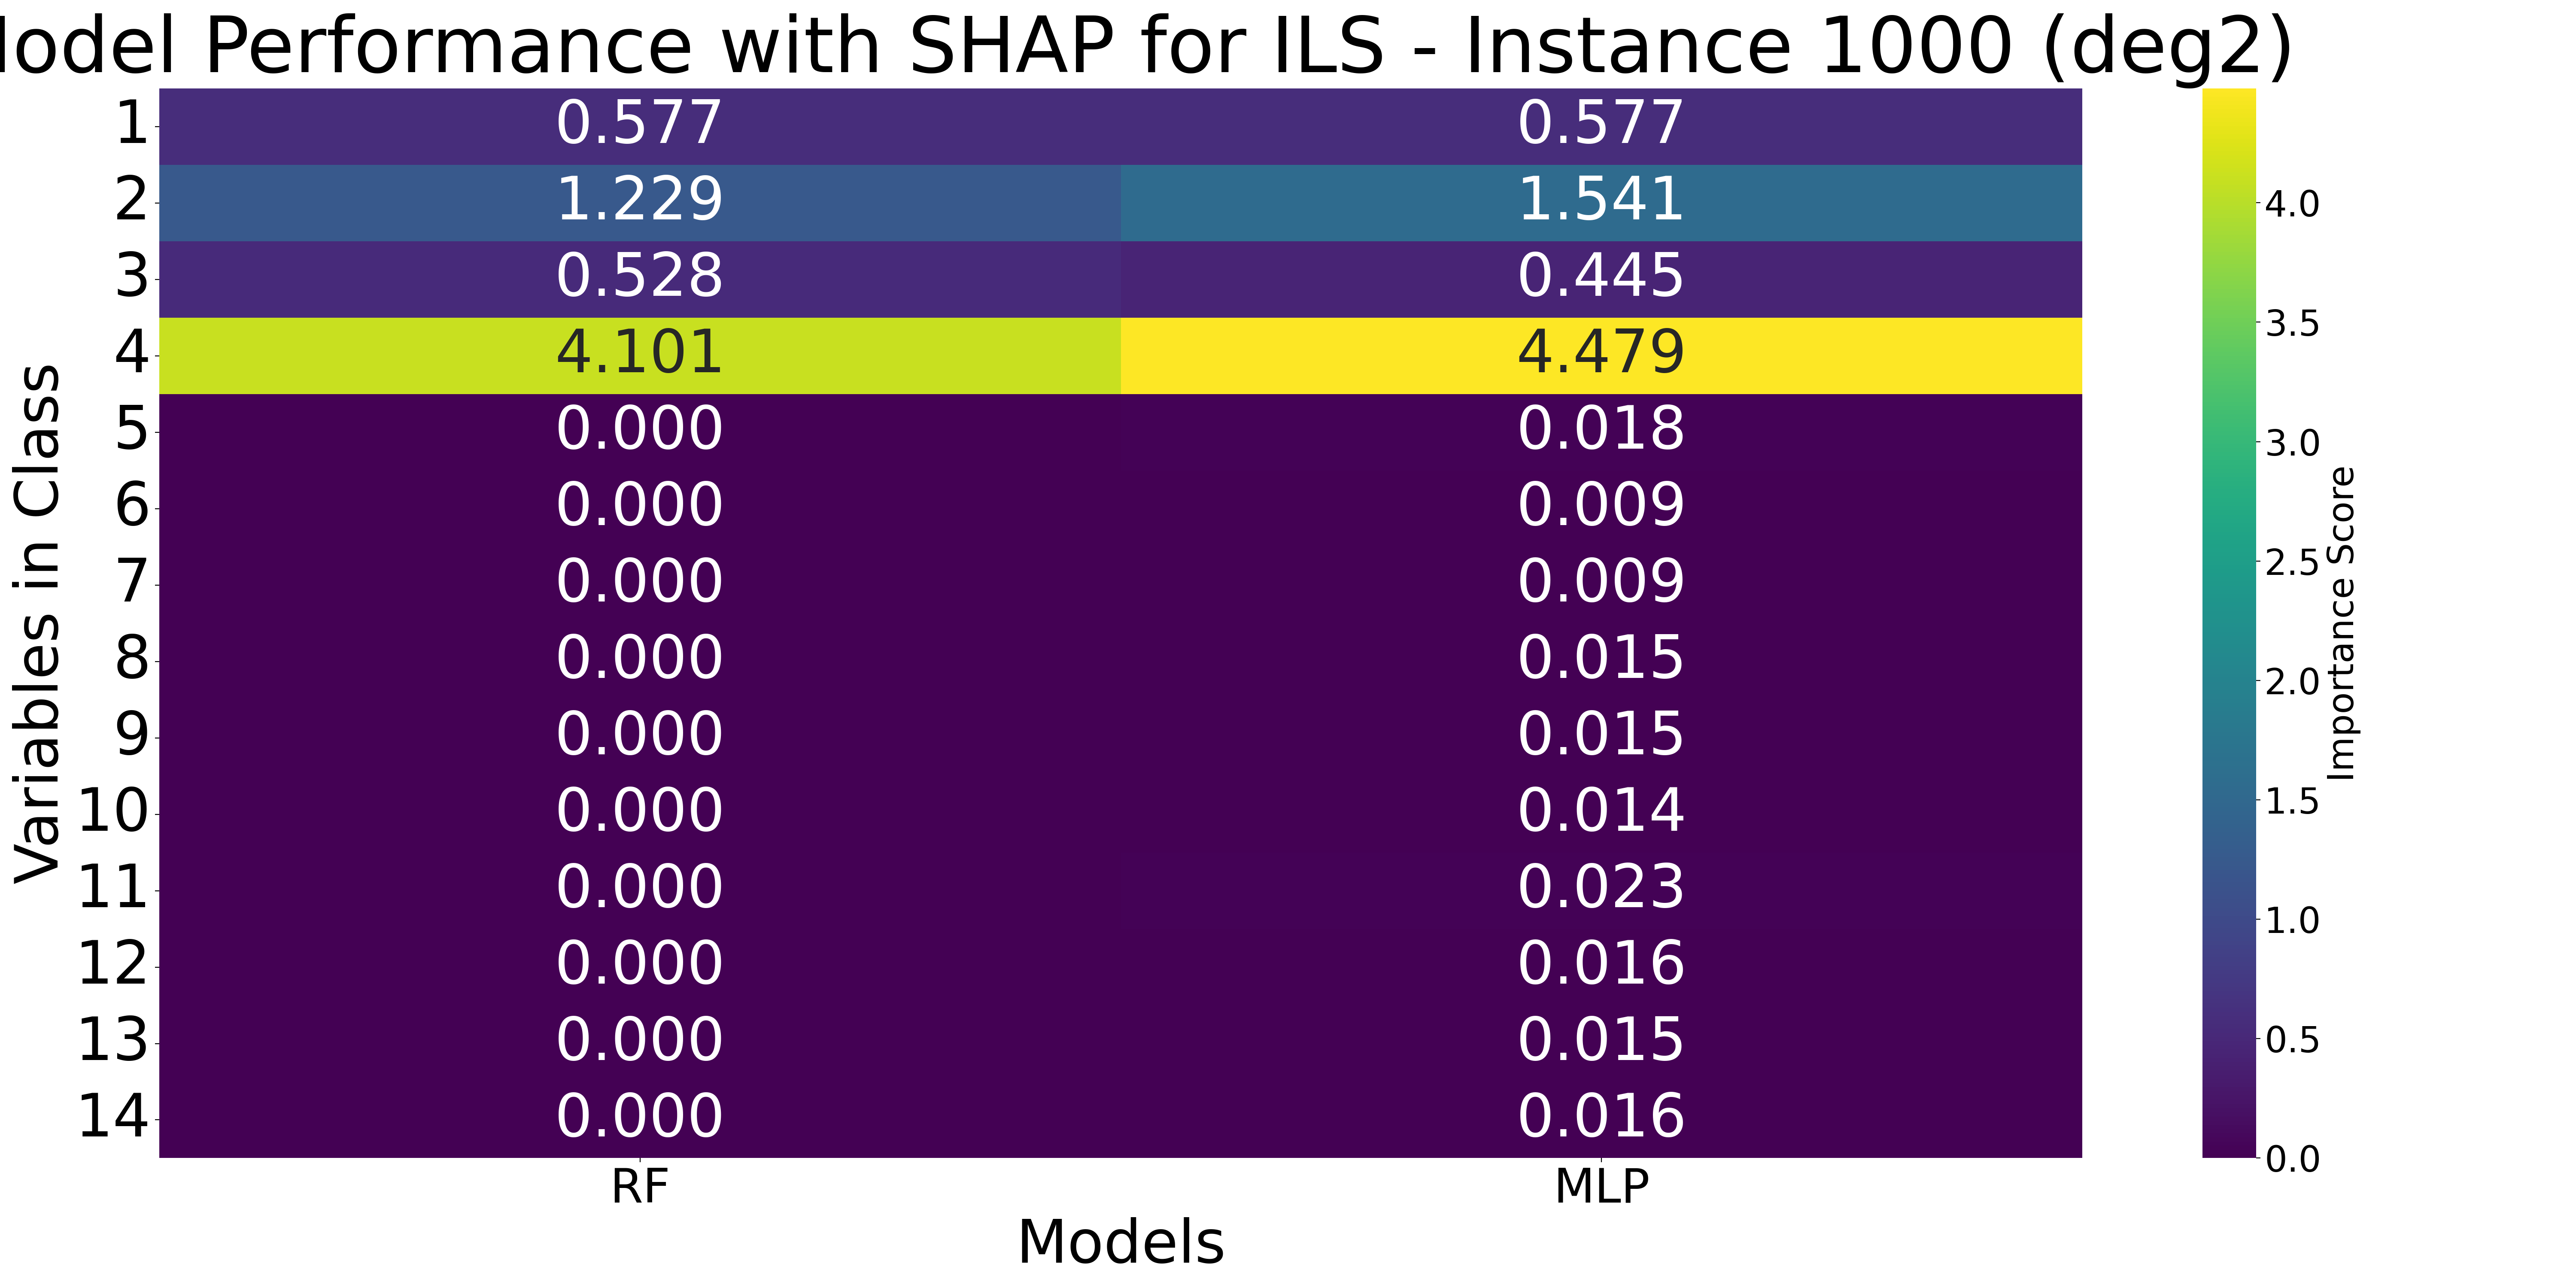 odel Performance with SHAP for ILS - Instance 1000 (deg2)
1 0.577 0.577
2 1.229 1.541
3 0.528 0.445
4 4.101 4.479
5 0.000 0.018
6 0.000 0.009
7 0.000 0.009
8 0.000 0.015
9 0.000 0.015
10 0.000 0.014
11 0.000 0.023
12 0.000 0.016
13 0.000 0.015
14 0.000 0.016
RF MLP
Models
Variables in Class
4.0
3.5
3.0
2.5
2.0
1.5
1.0
0.5
0.0
Importance Score